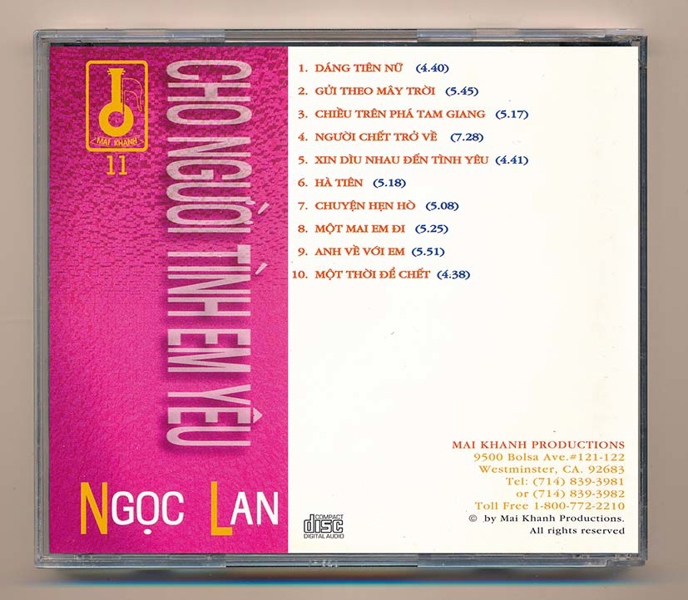 MAI KHANH
11
CHO NGƯỜI TÌNH EM YÊU
NGỌC LAN
1. DÁNG TIÊN NỮ (4.40)
2. GỬI THEO MÂY TRỜI (5.45)
3. CHIỀU TRÊN PHÁ TAM GIANG (5.17)
4. NGƯỜI CHẾT TRỞ VỀ (7.28)
5. XIN DÌU NHAU ĐẾN TÌNH YÊU (4.41)
6. HÀ TIÊN (5.18)
7. CHUYỆN HẸN HÒ (5.08)
8. MỘT MAI EM ĐI (5.25)
9. ANH VỀ VỚI EM (5.51)
10. MỘT THỜI ĐỂ CHẾT (4.38)
COMPACT
disc
DIGITAL AUDIO
MAI KHANH PRODUCTIONS
9500 Bolsa Ave.#121-122
Westminster, CA. 92683
Tel: (714) 839-3981
or (714) 839-3982
Toll Free 1-800-772-2210
© by Mai Khanh Productions.
All rights reserved